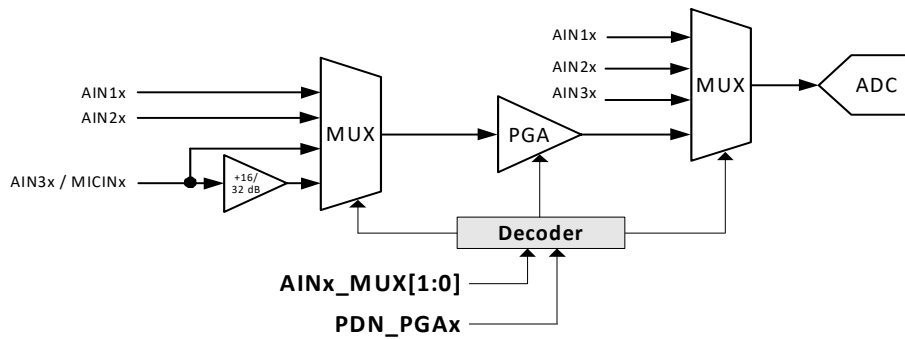 AIN1x
AIN2x
AIN3x
MUX
ADC
AIN1x
AIN2x
MUX
PGA
AIN3x / MICINx
+16/
32 dB
Decoder
AINx_MUX[1:0]
PDN_PGAx